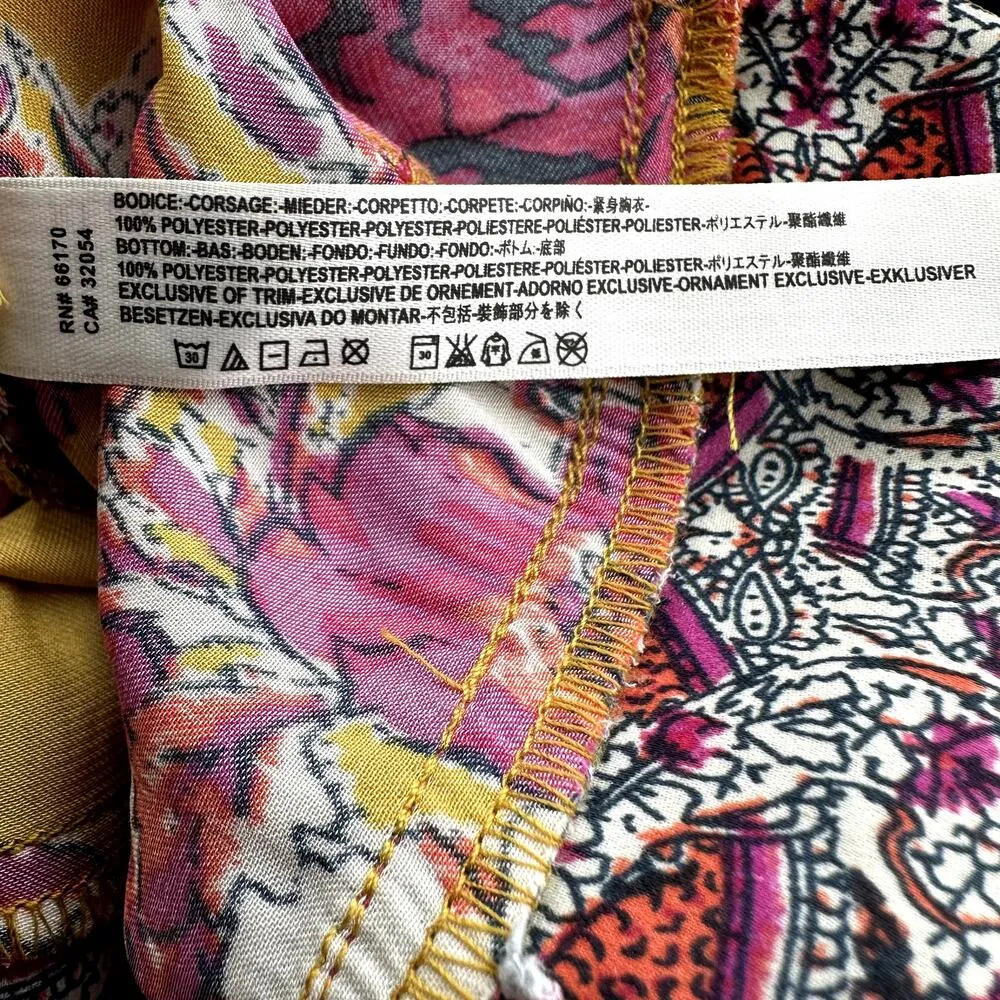 RN# 66170
CA# 32054
BODICE:-CORSAGE:-MIEDER:-CORPETTO:-CORPETE:-CORPIÑO:-緊身胸衣-
100% POLYESTER-POLYESTER-POLYESTER-POLIESTERE-POLIÉSTER-POLIESTER-ポリエステル-聚酯纖維
BOTTOM:-BAS:-BODEN:-FONDO:-FUNDO:-FONDO:-ボトム:-底部
100% POLYESTER-POLYESTER-POLYESTER-POLIESTERE-POLIÉSTER-POLIESTER-ポリエステル-聚酯纖維
EXCLUSIVE OF TRIM-EXCLUSIVE DE ORNEMENT-ADORNO EXCLUSIVE-ORNAMENT EXCLUSIVE-EXKLUSIVER
BESETZEN-EXCLUSIVA DO MONTAR-不包括-装飾部分を除く
30 30